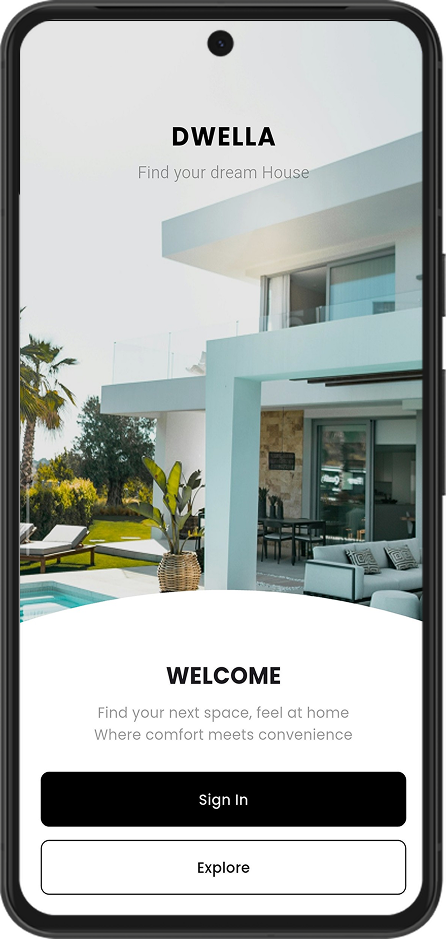 DWELLA
Find your dream House
WELCOME
Find your next space, feel at home
Where comfort meets convenience
Sign In
Explore